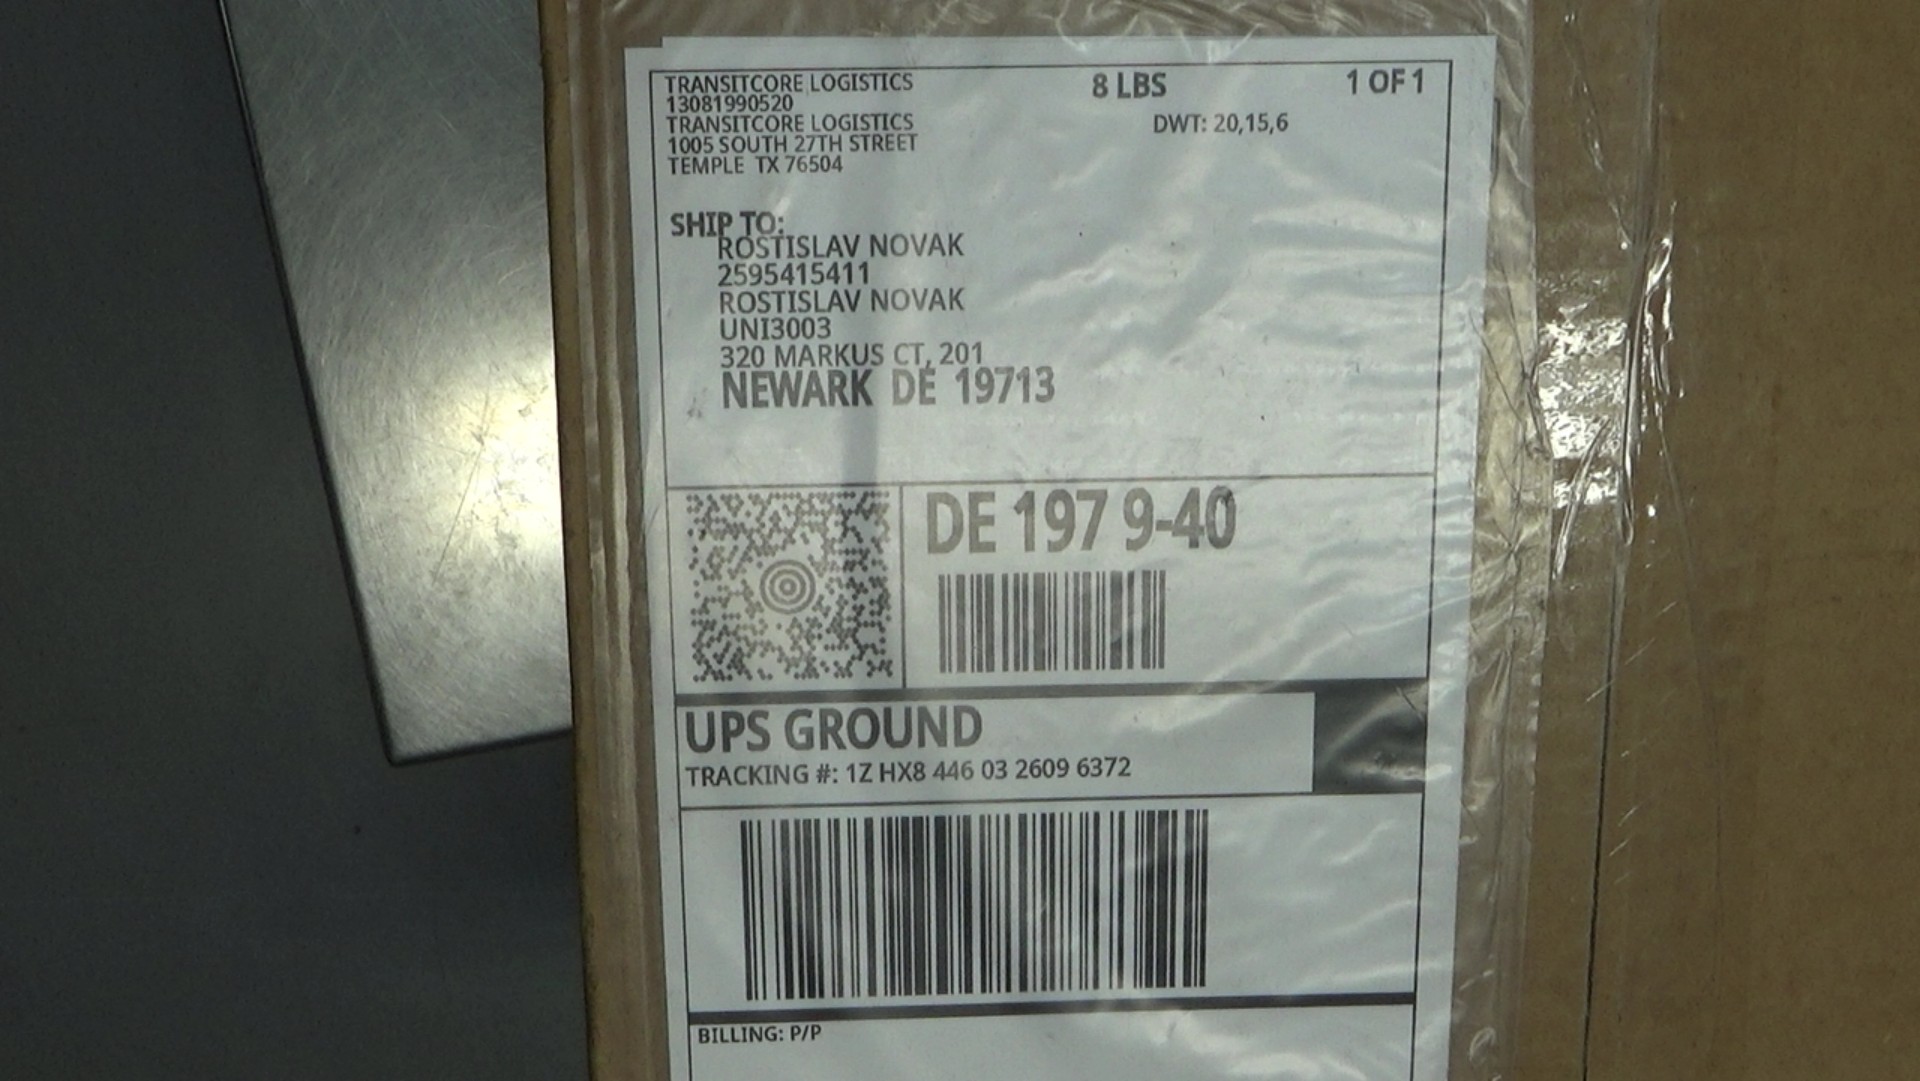 TRANSITCORE LOGISTICS
13081990520
TRANSITCORE LOGISTICS
1005 SOUTH 27TH STREET
TEMPLE TX 76504
8 LBS
1 OF 1
DWT: 20,15,6
SHIP TO:
ROSTISLAV NOVAK
2595415411
ROSTISLAV NOVAK
UNI3003
320 MARKUS CT, 201
NEWARK DE 19713
DE 197 9-40
UPS GROUND
TRACKING #: 1Z HX8 446 03 2609 6372
BILLING: P/P